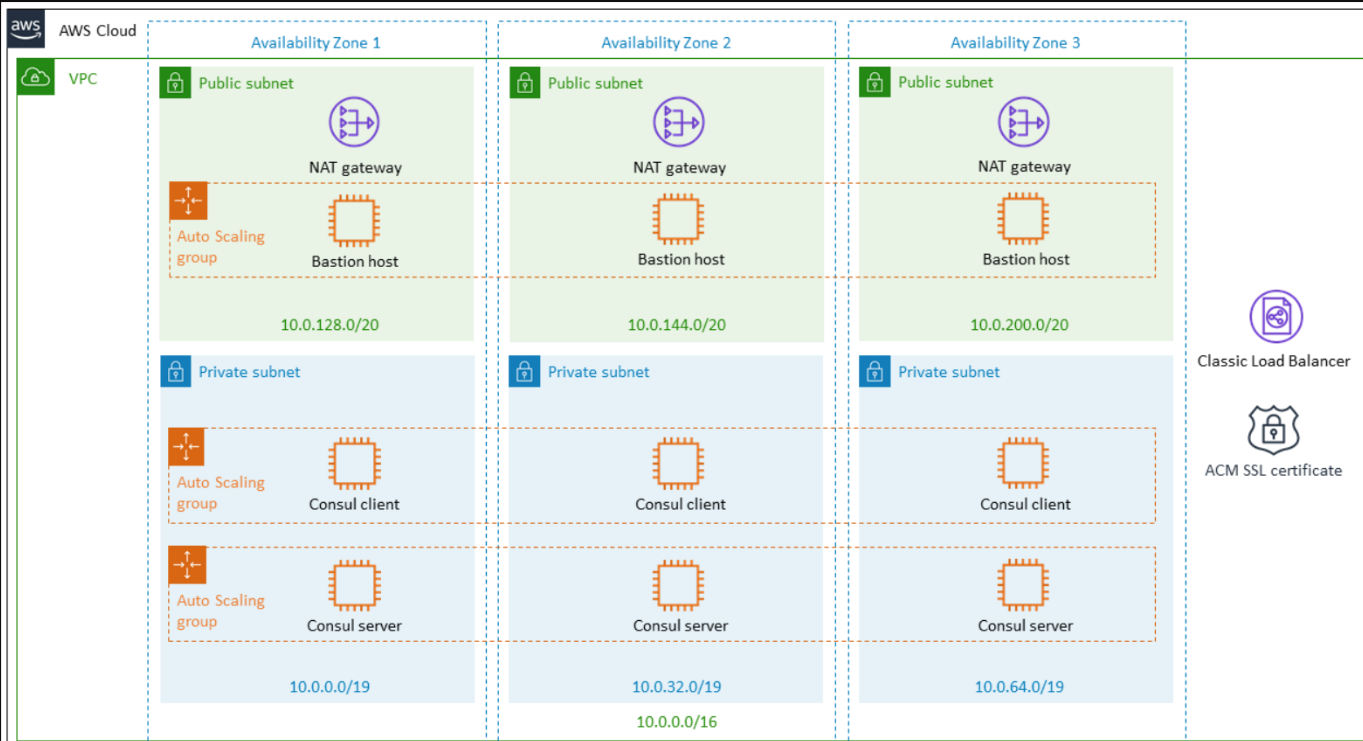 aws
AWS Cloud
Availability Zone 1
Availability Zone 2
Availability Zone 3
VPC
Public subnet
Public subnet
Public subnet
NAT gateway
NAT gateway
NAT gateway
Auto Scaling
group
Bastion host
Bastion host
Bastion host
10.0.128.0/20
10.0.144.0/20
10.0.200.0/20
Classic Load Balancer
Private subnet
Private subnet
Private subnet
ACM SSL certificate
Auto Scaling
group
Consul client
Consul client
Consul client
Auto Scaling
group
Consul server
Consul server
Consul server
10.0.0.0/19
10.0.32.0/19
10.0.64.0/19
10.0.0.0/16